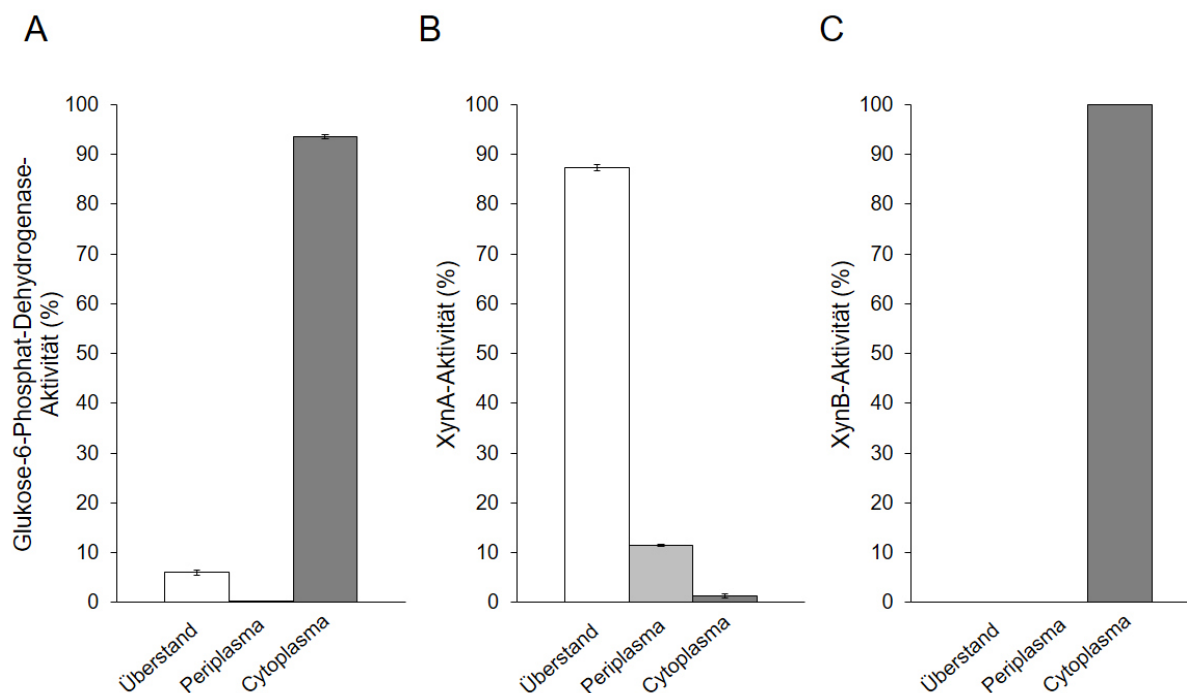 A
B
C
Glukose-6-Phosphat-Dehydrogenase-
Aktivität (%)
100
90
80
70
60
50
40
30
20
10
0
Überstand
Periplasma
Cytoplasma
XynA-Aktivität (%)
100
90
80
70
60
50
40
30
20
10
0
Überstand
Periplasma
Cytoplasma
XynB-Aktivität (%)
100
90
80
70
60
50
40
30
20
10
0
Überstand
Periplasma
Cytoplasma